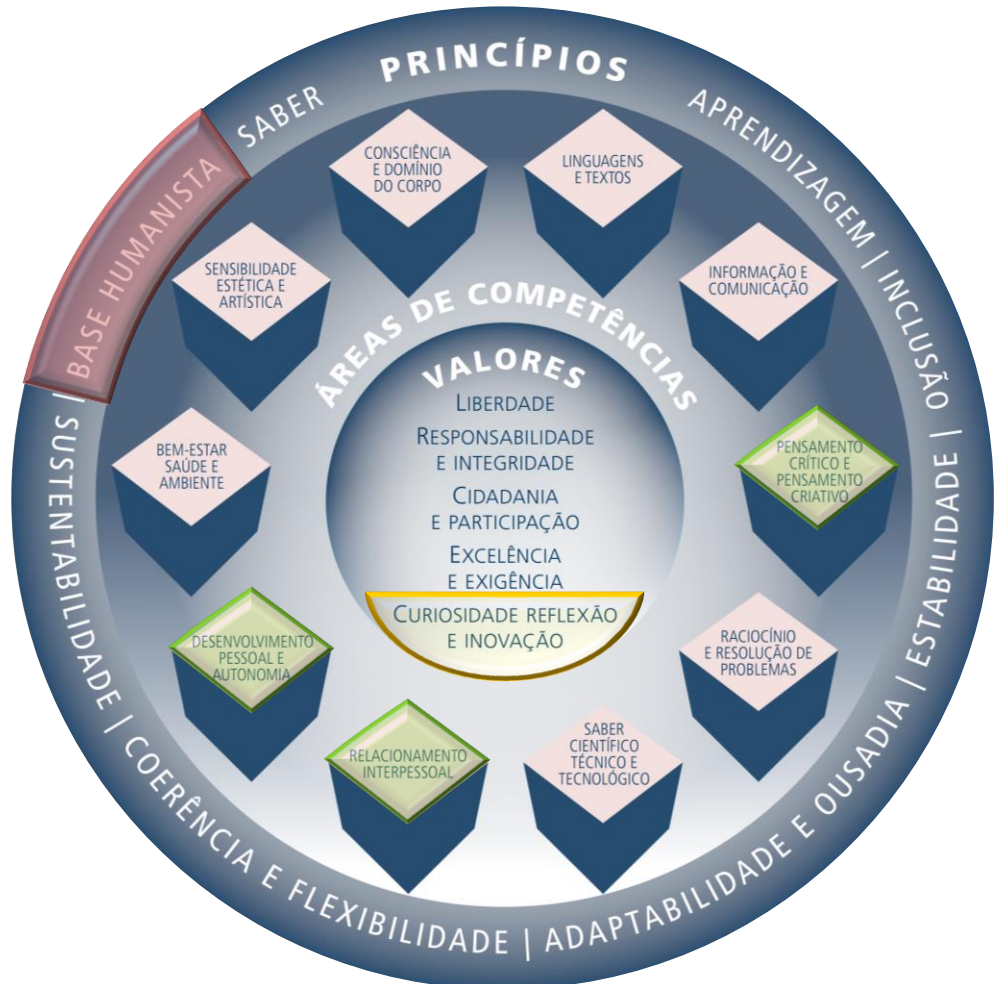 PRINCÍPIOS
SABER
APRENDIZAGEM | INCLUSÃO | ESTABILIDADE | ADAPTABILIDADE E OUSADIA | COERÊNCIA E FLEXIBILIDADE | SUSTENTABILIDADE |
BASE HUMANISTA
ÁREAS DE COMPETÊNCIAS
CONSCIÊNCIA
E DOMÍNIO
DO CORPO
LINGUAGENS
E TEXTOS
INFORMAÇÃO E
COMUNICAÇÃO
PENSAMENTO
CRÍTICO E
PENSAMENTO
CRIATIVO
RACIOCÍNIO
E RESOLUÇÃO DE
PROBLEMAS
SABER
CIENTÍFICO
TÉCNICO E
TECNOLÓGICO
RELACIONAMENTO
INTERPESSOAL
DESENVOLVIMENTO
PESSOAL E
AUTONOMIA
BEM-ESTAR
SAÚDE E
AMBIENTE
SENSIBILIDADE
ESTÉTICA E
ARTÍSTICA
VALORES
LIBERDADE
RESPONSABILIDADE
E INTEGRIDADE
CIDADANIA
E PARTICIPAÇÃO
EXCELÊNCIA
E EXIGÊNCIA
CURIOSIDADE REFLEXÃO
E INOVAÇÃO